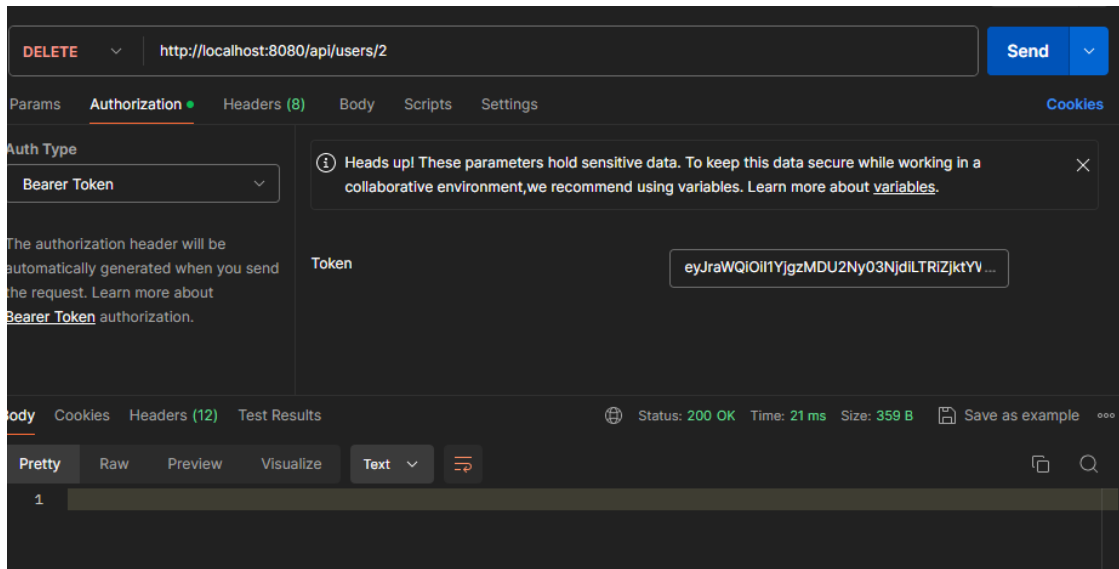 DELETE http://localhost:8080/api/users/2 Send
Params Authorization Headers (8) Body Scripts Settings Cookies
Auth Type
Bearer Token
The authorization header will be
automatically generated when you send
the request. Learn more about
Bearer Token authorization.
Heads up! These parameters hold sensitive data. To keep this data secure while working in a
collaborative environment,we recommend using variables. Learn more about variables.
Token
Body Cookies Headers (12) Test Results Status: 200 OK Time: 21 ms Size: 359 B Save as example
Pretty Raw Preview Visualize Text
1